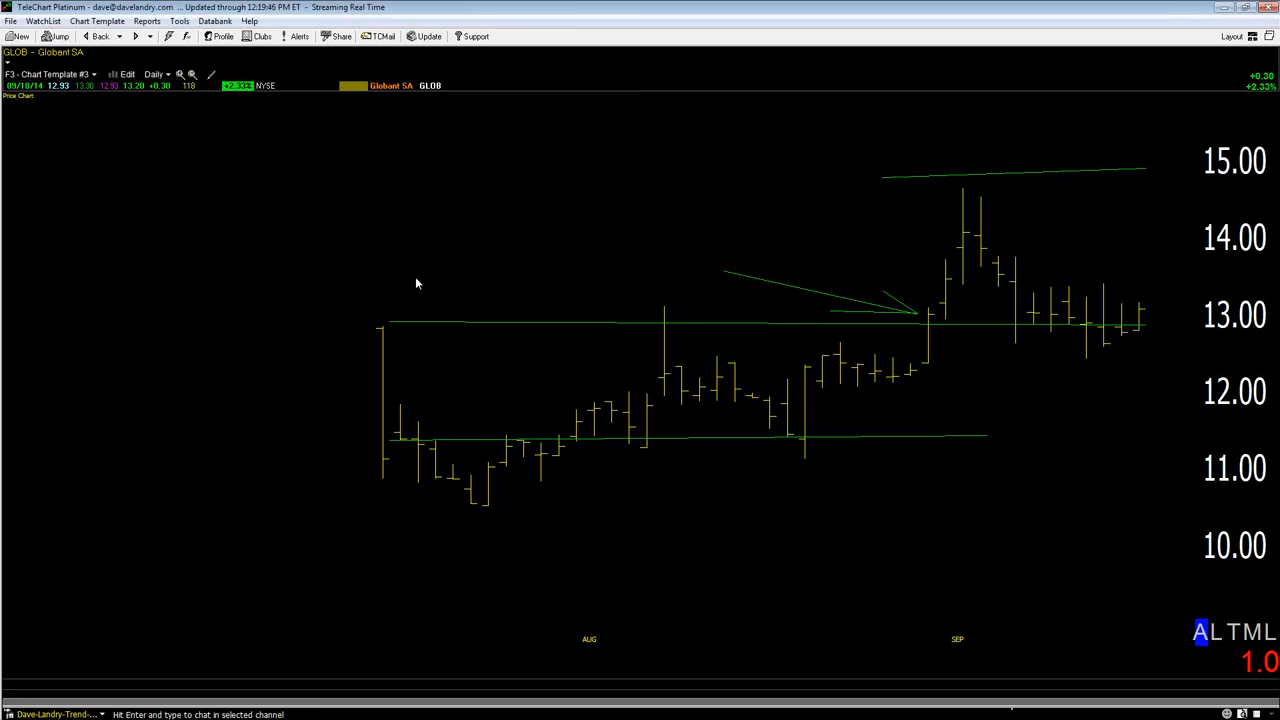 TeleChart Platinum - dave@davelandry.com ... Updated through 12:19:46 PM ET - Streaming Real Time
File WatchList Chart Template Reports Tools Databank Help
New Jump Back Profile Clubs Alerts Share TCMail Update Support Layout
GLOB - Globant SA
F3 - Chart Template #3 Edit Daily +0.30
09/18/14 12.93 13.30 12.93 13.20 +0.30 118 +2.33% NYSE Globant SA GLOB +2.33%
Price Chart
15.00
14.00
13.00
12.00
11.00
10.00
AUG SEP
ALTML
1.0
Dave-Landry-Trend-... Hit Enter and type to chat in selected channel